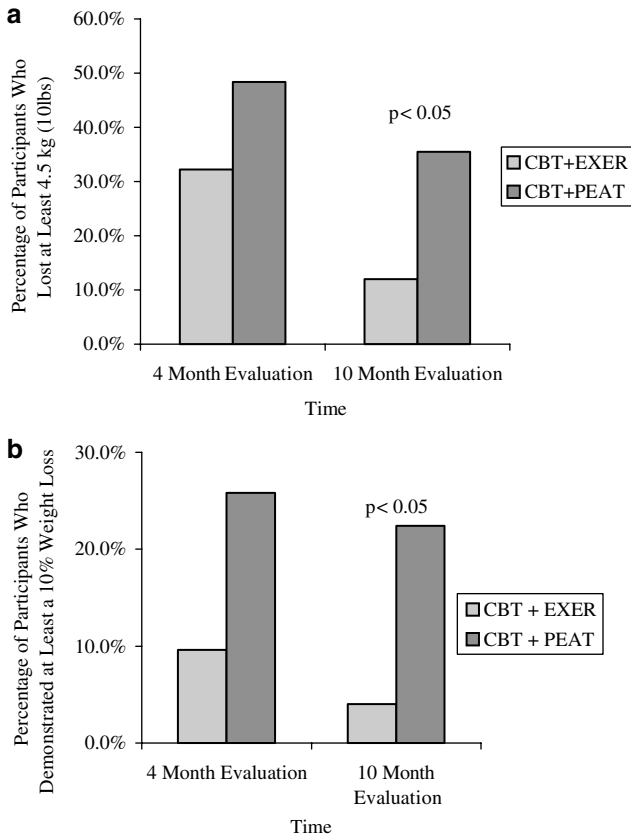 a
Percentage of Participants Who
Lost at Least 4.5 kg (10lbs)
60.0%
50.0%
40.0%
30.0%
20.0%
10.0%
0.0%
p< 0.05
CBT+EXER
CBT+PEAT
4 Month Evaluation
10 Month Evaluation
Time
b
Percentage of Participants Who
Demonstrated at Least a 10% Weight Loss
30.0%
20.0%
10.0%
0.0%
p< 0.05
CBT + EXER
CBT + PEAT
4 Month Evaluation
10 Month
Evaluation
Time